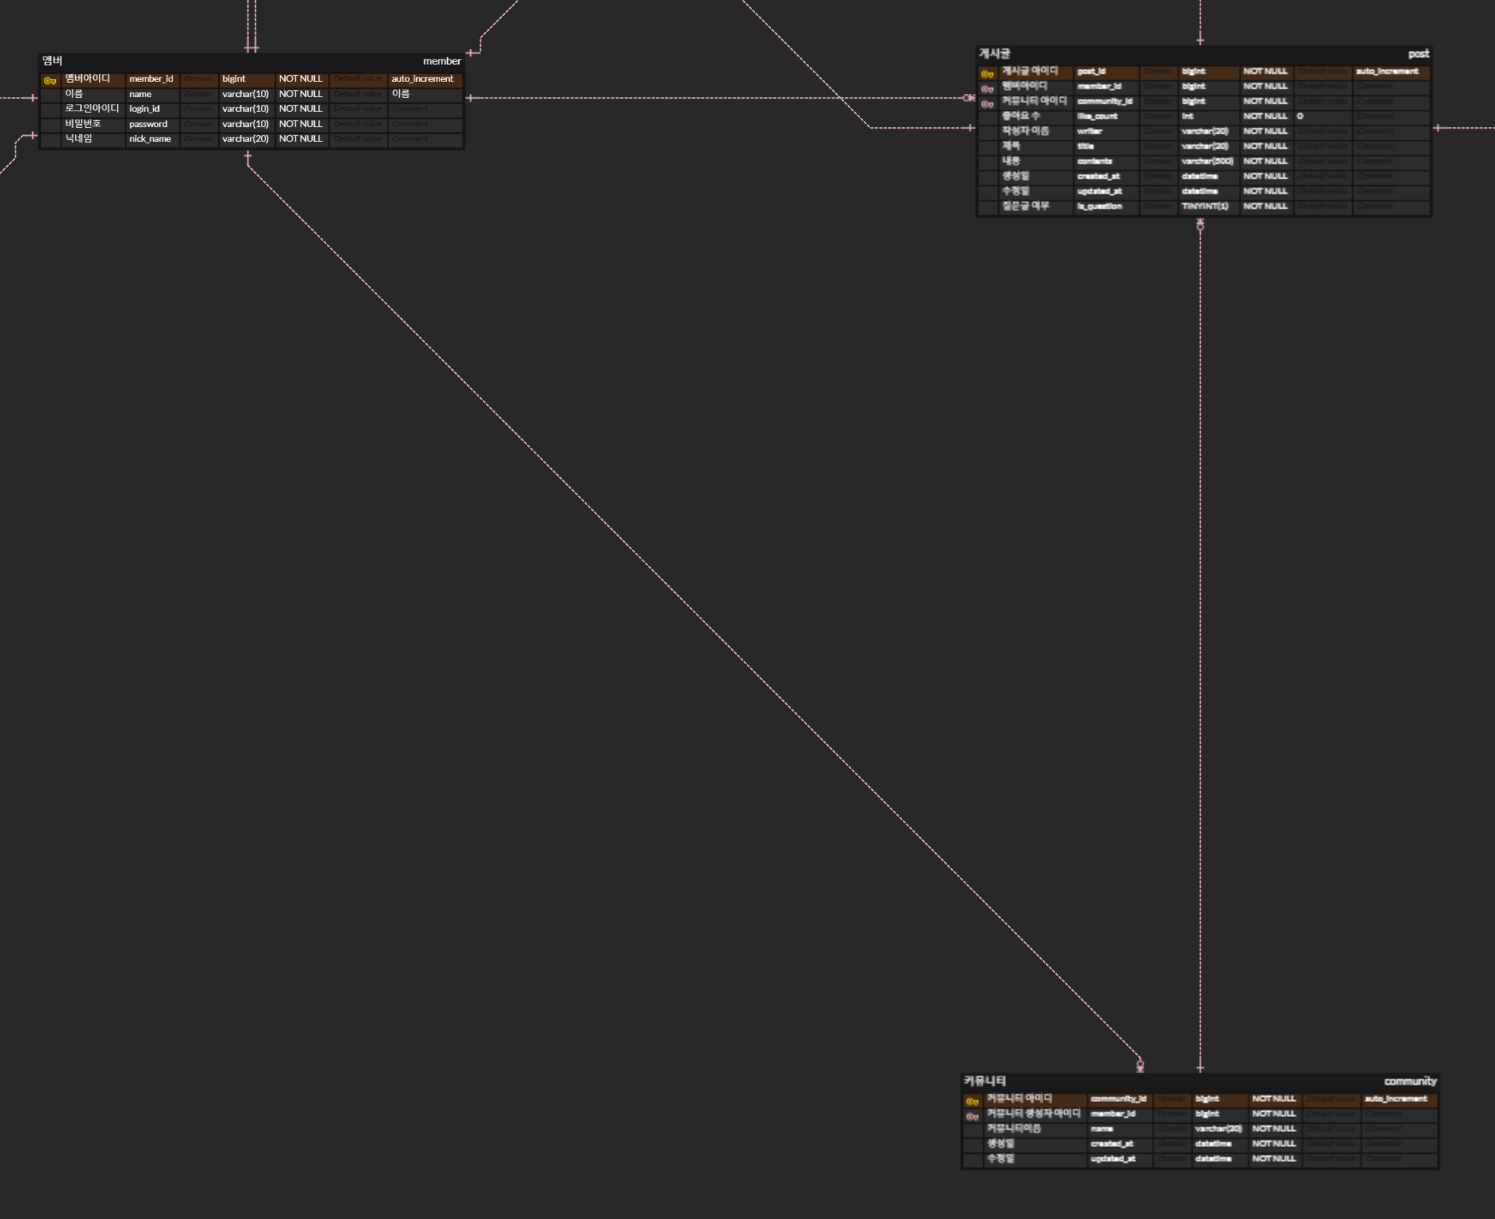 멤버 member
멤버아이디 member_id Domain bigint NOT NULL Default value auto_increment
이름 name Domain varchar(10) NOT NULL Default value 이름
로그인아이디 login_id Domain varchar(10) NOT NULL Default value Comment
비밀번호 password Domain varchar(10) NOT NULL Default value Comment
닉네임 nick_name Domain varchar(20) NOT NULL Default value Comment
게시글 post
게시글 아이디 post_id Domain bigint NOT NULL Default value auto_increment
멤버아이디 member_id Domain bigint NOT NULL Default value Comment
커뮤니티 아이디 community_id Domain bigint NOT NULL Default value Comment
좋아요 수 like_count Domain int NOT NULL 0 Comment
작성자 이름 writer Domain varchar(20) NOT NULL Default value Comment
제목 title Domain varchar(20) NOT NULL Default value Comment
내용 contents Domain varchar(500) NOT NULL Default value Comment
생성일 created_at Domain datetime NOT NULL Default value Comment
수정일 updated_at Domain datetime NOT NULL Default value Comment
질문글 여부 is_question Domain TINYINT(1) NOT NULL Default value Comment
커뮤니티 community
커뮤니티 아이디 community_id Domain bigint NOT NULL Default value auto_increment
커뮤니티 생성자 아이디 member_id Domain bigint NOT NULL Default value Comment
커뮤니티이름 name Domain varchar(20) NOT NULL Default value Comment
생성일 created_at Domain datetime NOT NULL Default value Comment
수정일 updated_at Domain datetime NOT NULL Default value Comment